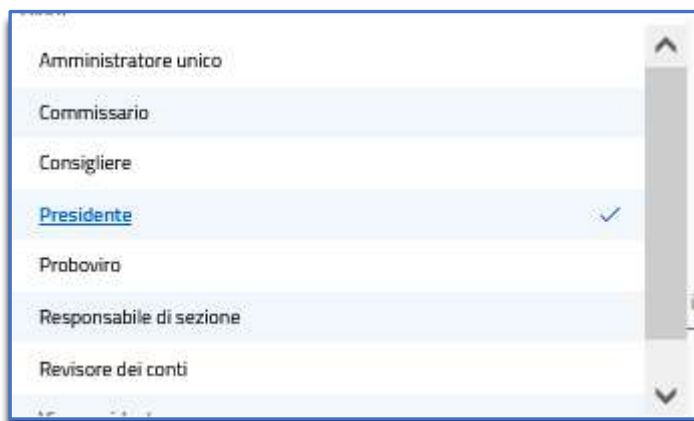 Amministratore unico
Commissario
Consigliere
Presidente
Proboviro
Responsabile di sezione
Revisore dei conti